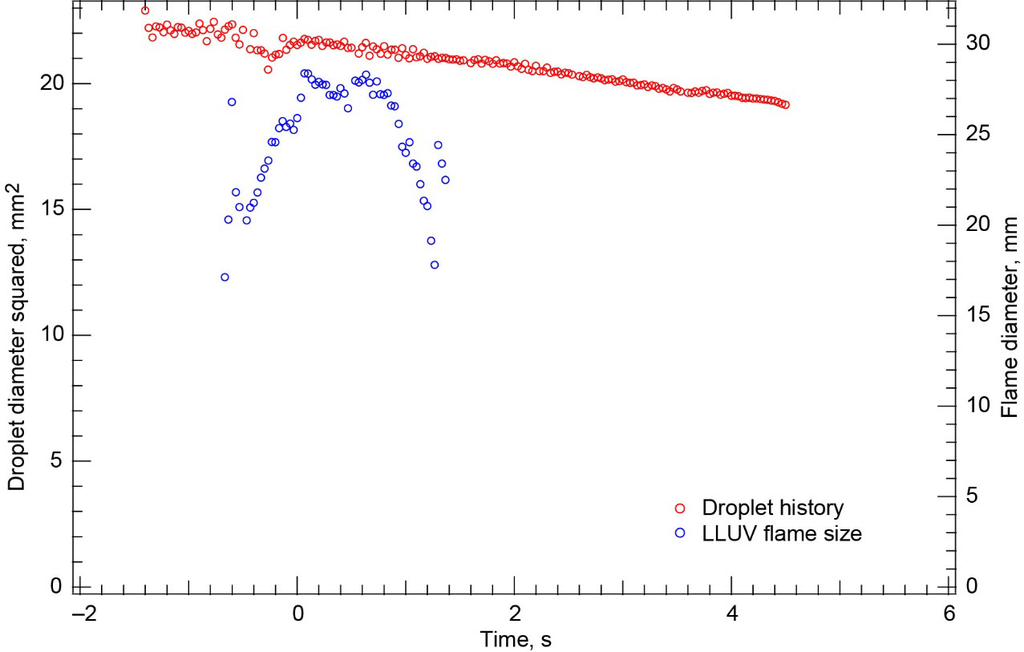 Droplet diameter squared, mm2
20
15
10
5
0
30
25
20
15
10
5
0
Flame diameter, mm
Droplet history
LLUV flame size
–2 0 2 4 6
Time, s